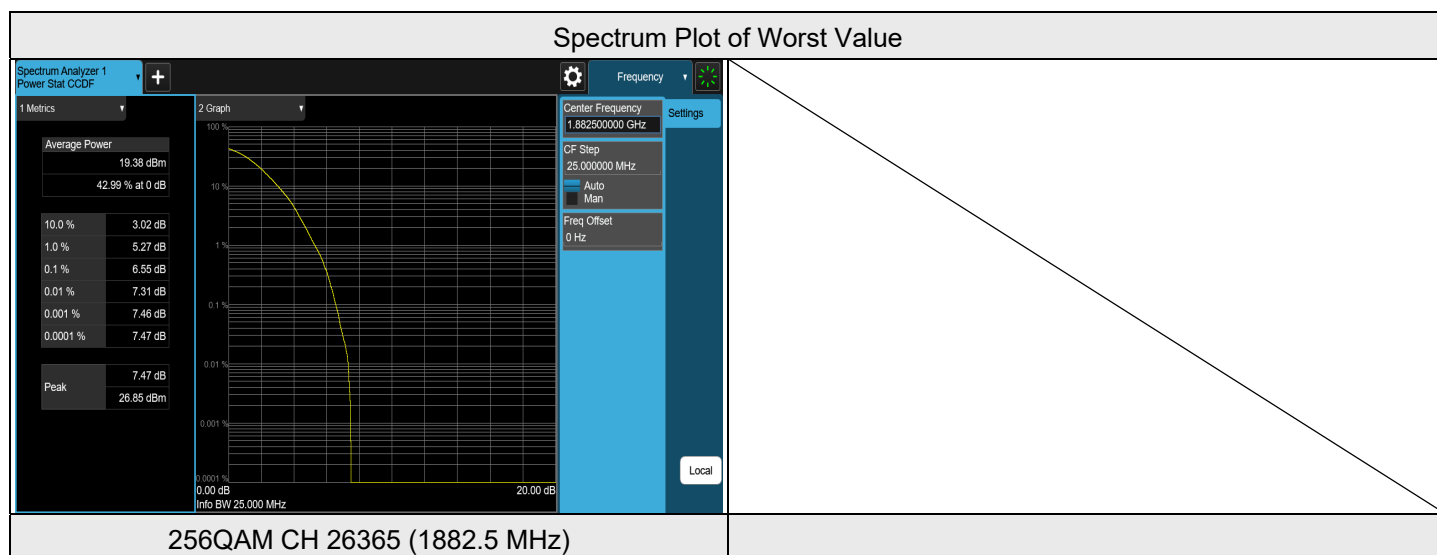 Spectrum Plot of Worst Value
Spectrum Analyzer 1
Power Stat CCDF
+
Frequency
1 Metrics
2 Graph
Average Power
19.38 dBm
42.99 % at 0 dB
10.0 % 3.02 dB
1.0 % 5.27 dB
0.1 % 6.55 dB
0.01 % 7.31 dB
0.001 % 7.46 dB
0.0001 % 7.47 dB
Peak
7.47 dB
26.85 dBm
100 %
10 %
1 %
0.1 %
0.01 %
0.001 %
0.0001 %
0.00 dB
20.00 dB
Info BW 25.000 MHz
Center Frequency
1.882500000 GHz
CF Step
25.000000 MHz
Auto
Man
Freq Offset
0 Hz
Settings
Local
256QAM CH 26365 (1882.5 MHz)